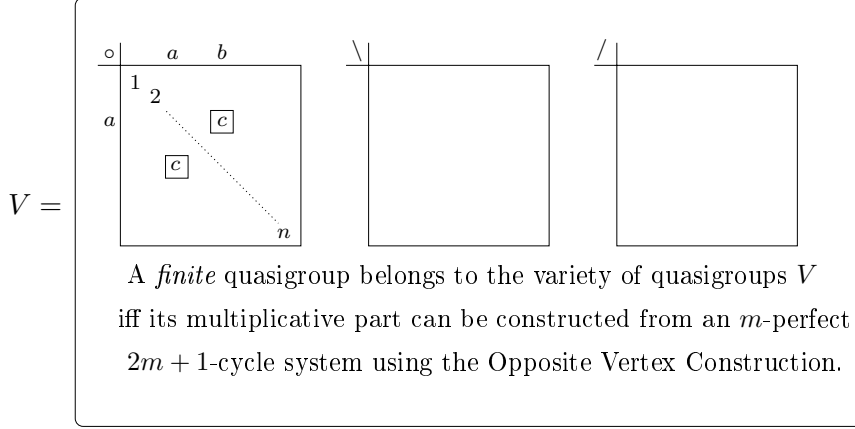 ∘ a b \ /
1
2
a c
c
V =
n
A finite quasigroup belongs to the variety of quasigroups V
iff its multiplicative part can be constructed from an m-perfect
2m + 1-cycle system using the Opposite Vertex Construction.